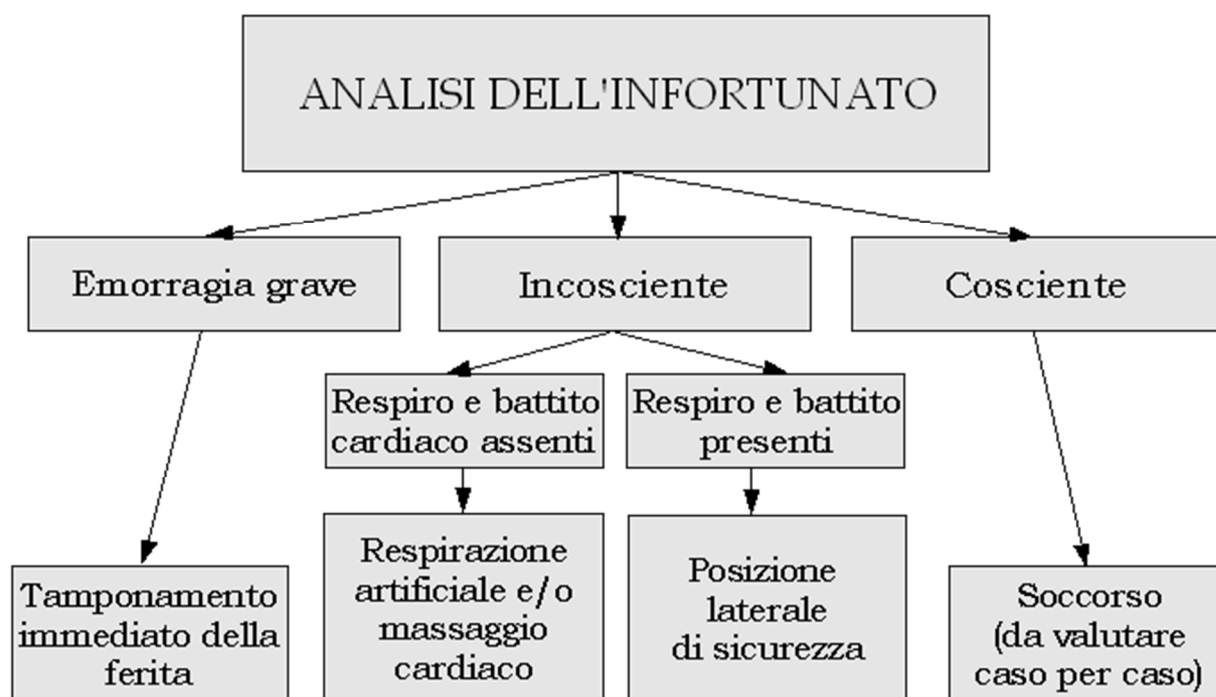 ANALISI DELL'INFORTUNATO
Emorragia grave
Incosciente
Cosciente
Respiro e battito
cardiaco assenti
Respiro e battito
presenti
Tamponamento
immediato della
ferita
Respirazione
artificiale e/o
massaggio
cardiaco
Posizione
laterale
di sicurezza
Soccorso
(da valutare
caso per caso)